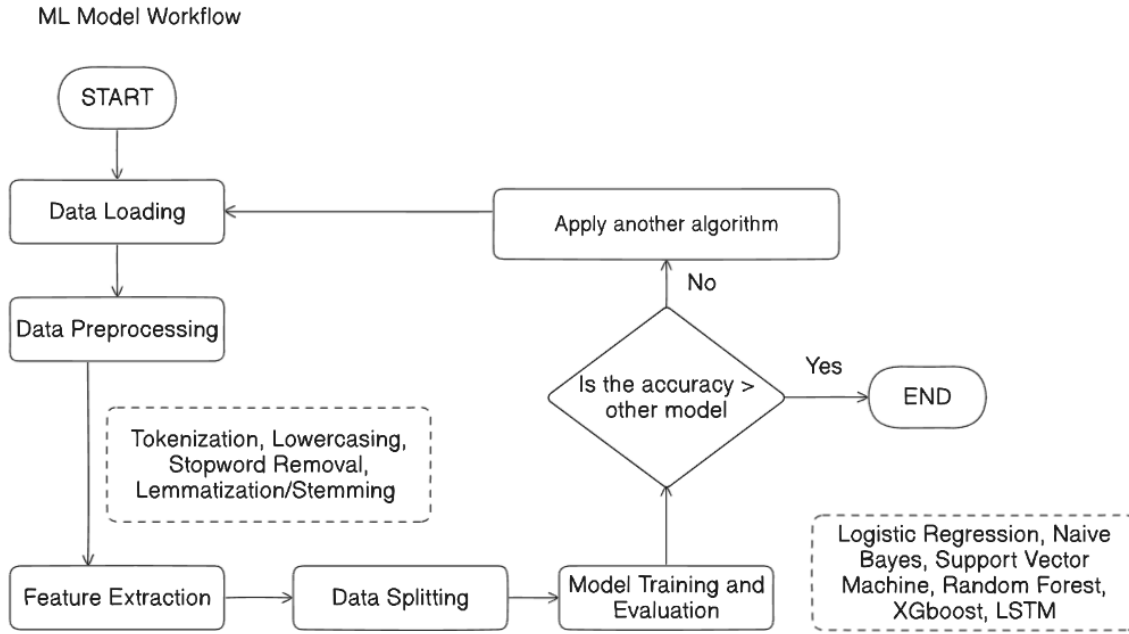 ML Model Workflow
START
Data Loading
Apply another algorithm
No
Data Preprocessing
Is the accuracy >
other model
Yes
END
Tokenization, Lowercasing,
Stopword Removal,
Lemmatization/Stemming
Feature Extraction
Data Splitting
Model Training and
Evaluation
Logistic Regression, Naive
Bayes, Support Vector
Machine, Random Forest,
XGboost, LSTM